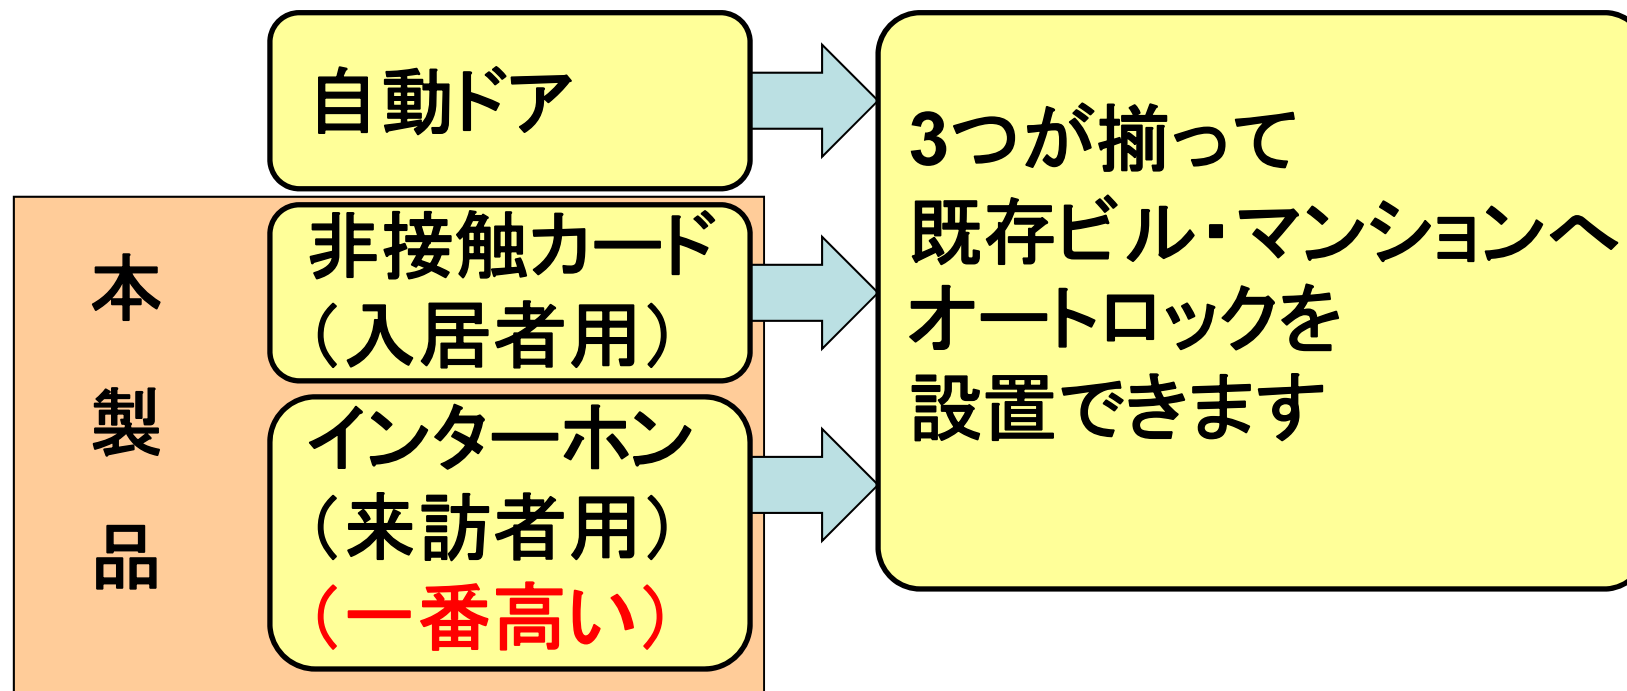 自動ドア
本製品
非接触カード
（入居者用）
インターホン
（来訪者用）
（一番高い）
3つが揃って
既存ビル・マンションへ
オートロックを
設置できます